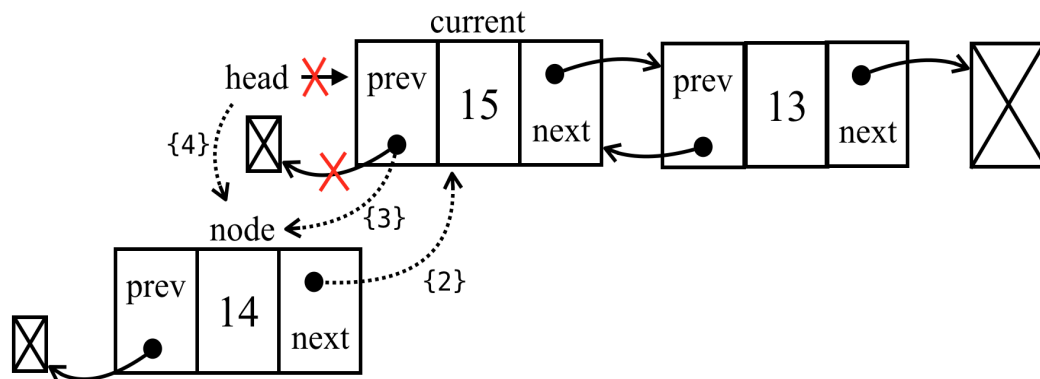 current
head prev 15 next prev 13 next
{4}
{3}
node
{2}
prev 14 next